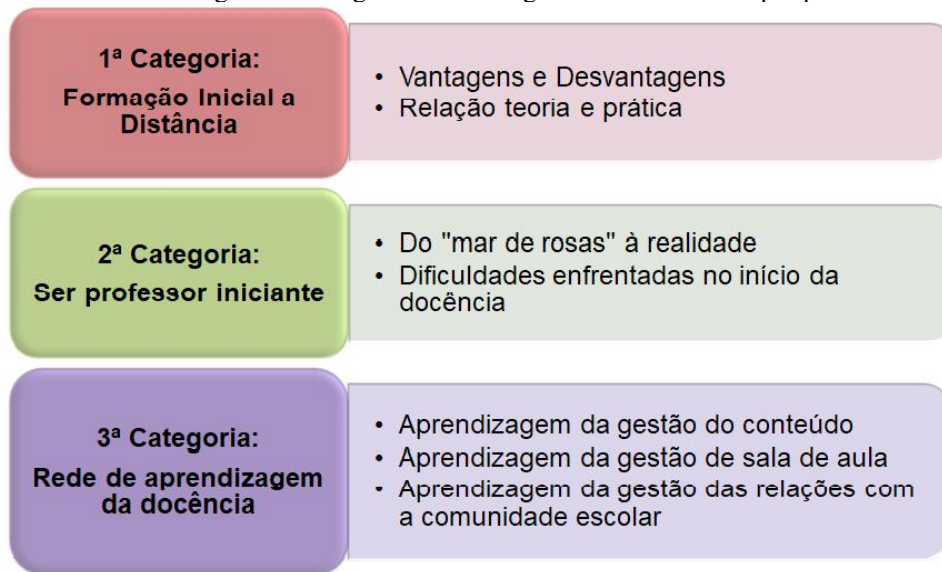 1ª Categoria:
Formação Inicial a
Distância
• Vantagens e Desvantagens
• Relação teoria e prática
2ª Categoria:
Ser professor iniciante
• Do "mar de rosas" à realidade
• Dificuldades enfrentadas no início da
docência
3ª Categoria:
Rede de aprendizagem
da docência
• Aprendizagem da gestão do conteúdo
• Aprendizagem da gestão de sala de aula
• Aprendizagem da gestão das relações com
a comunidade escolar